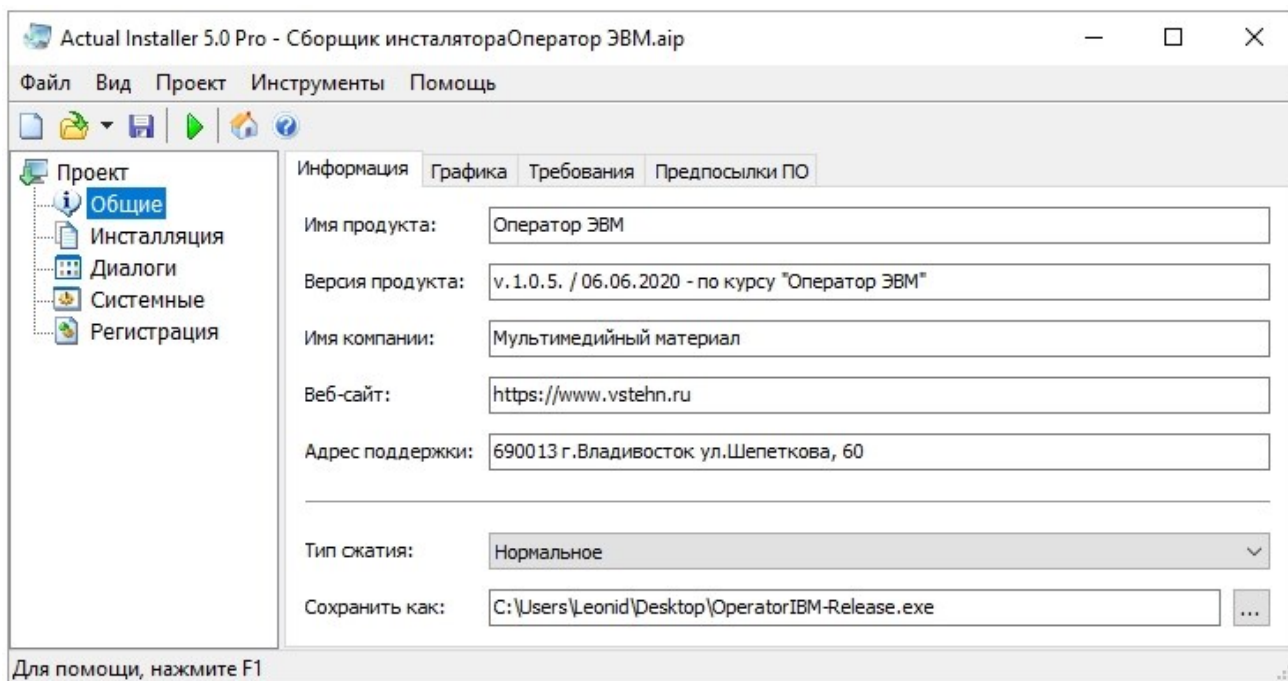 Actual Installer 5.0 Pro - Сборщик инсталятораОператор ЭВМ.aip
Файл Вид Проект Инструменты Помощь
Проект
Общие
Инсталляция
Диалоги
Системные
Регистрация
Информация Графика Требования Предпосылки ПО
Имя продукта: Оператор ЭВМ
Версия продукта: v.1.0.5. / 06.06.2020 - по курсу "Оператор ЭВМ"
Имя компании: Мультимедийный материал
Веб-сайт: https://www.vstehn.ru
Адрес поддержки: 690013 г.Владивосток ул.Шепеткова, 60
Тип сжатия: Нормальное
Сохранить как: C:\Users\Leonid\Desktop\OperatorIBM-Release.exe ...
Для помощи, нажмите F1